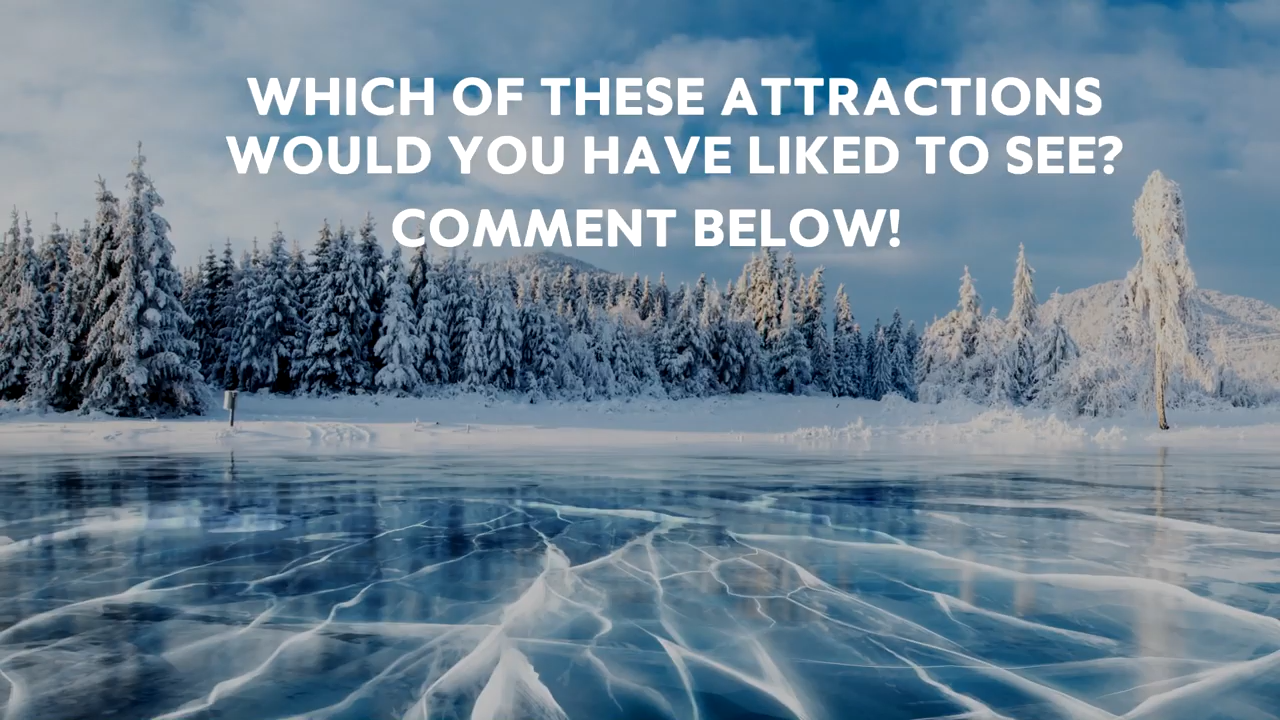 WHICH OF THESE ATTRACTIONS
WOULD YOU HAVE LIKED TO SEE?
COMMENT BELOW!